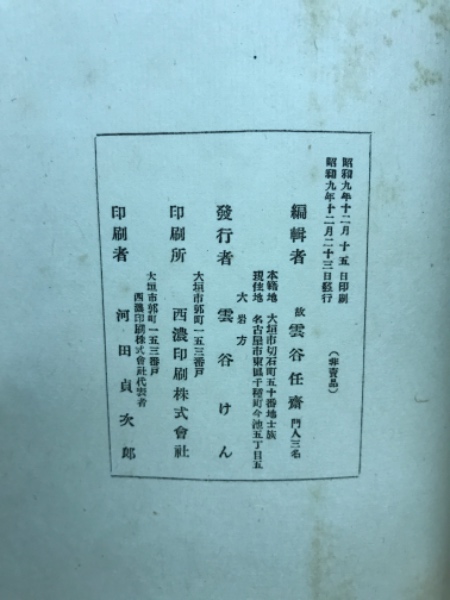 昭和九年十二月十五日印刷
昭和九年十二月二十三日發行
（非賣品）
編輯者 故 雲谷任齋 門人三名
本籍地 大垣市切石町五十番地士族
現住地 名古屋市東區千種町今池五丁目五
大岩方
發行者 雲谷けん
大垣市郭町一五三番戸
印刷所 西濃印刷株式會社
大垣市郭町一五三番戸
西濃印刷株式會社代表者
印刷者 河田貞次郎